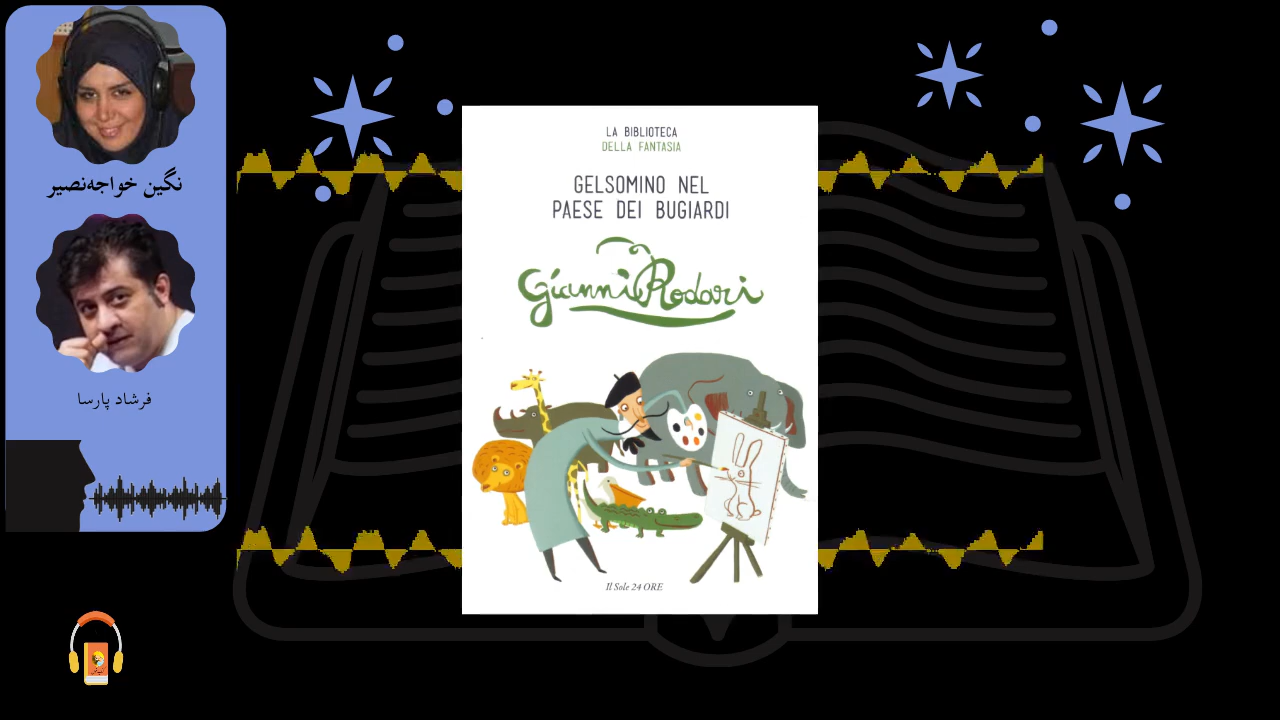 نگین خواجه‌نصیر
فرشاد پارسا
LA BIBLIOTECA
DELLA FANTASIA
GELSOMINO NEL
PAESE DEI BUGIARDI
Gianni Rodari
Il Sole 24 ORE